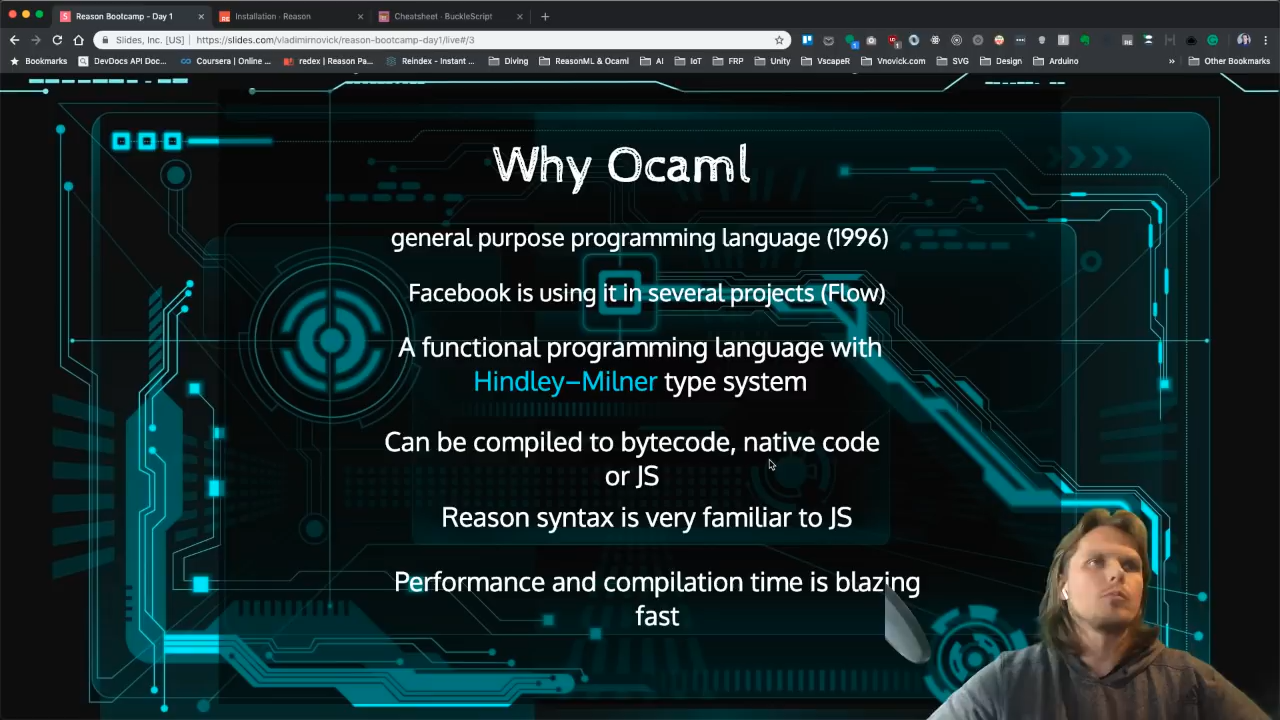 Reason Bootcamp - Day 1
Installation · Reason
Cheatsheet · BuckleScript
Slides, Inc. [US]
https://slides.com/vladimirnovick/reason-bootcamp-day1/live#/3
Bookmarks
DevDocs API Doc...
Coursera | Online ...
redex | Reason Pa...
Reindex - Instant ...
Diving
ReasonML & Ocaml
AI
IoT
FRP
Unity
VscapeR
Vnovick.com
SVG
Design
Arduino
»
Other Bookmarks
Why Ocaml
general purpose programming language (1996)
Facebook is using it in several projects (Flow)
A functional programming language with
Hindley–Milner type system
Can be compiled to bytecode, native code
or JS
Reason syntax is very familiar to JS
Performance and compilation time is blazing
fast